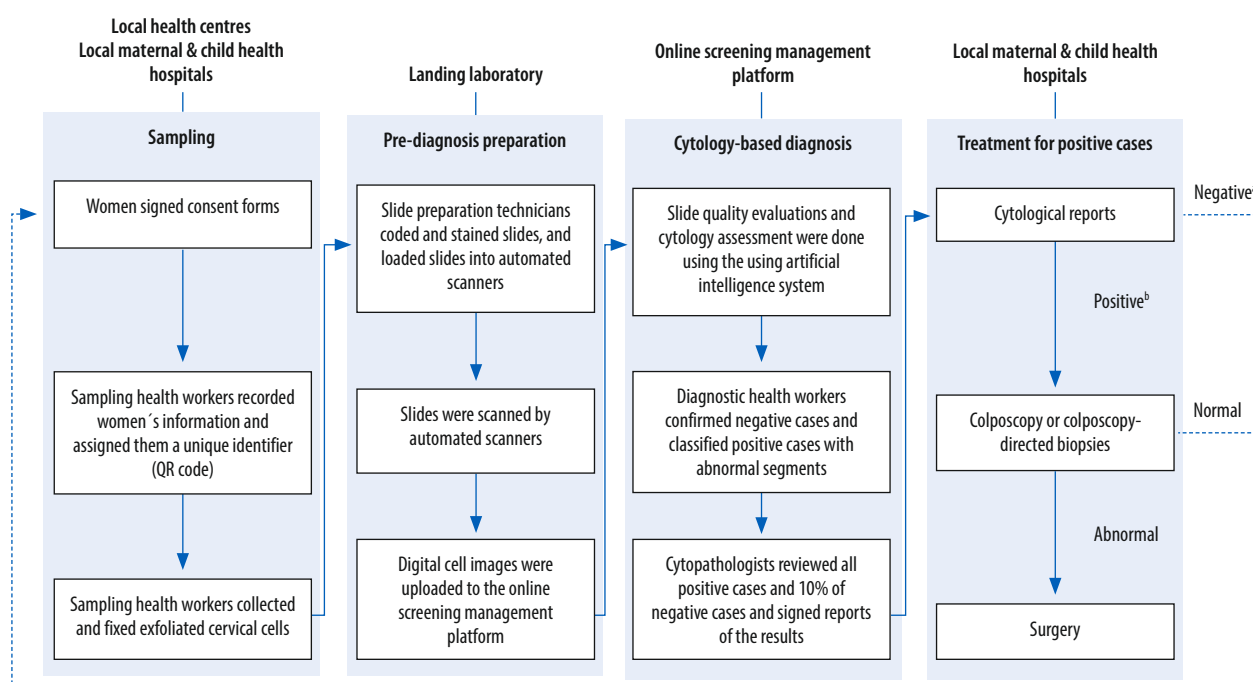 Local health centres
Local maternal & child health
hospitals
Sampling
Women signed consent forms
Sampling health workers recorded
women´s information and
assigned them a unique identifier
(QR code)
Sampling health workers collected
and fixed exfoliated cervical cells
Landing laboratory
Pre-diagnosis preparation
Slide preparation technicians
coded and stained slides, and
loaded slides into automated
scanners
Slides were scanned by
automated scanners
Digital cell images were
uploaded to the online
screening management
platform
Online screening management
platform
Cytology-based diagnosis
Slide quality evaluations and
cytology assessment were done
using the using artificial
intelligence system
Diagnostic health workers
confirmed negative cases and
classified positive cases with
abnormal segments
Cytopathologists reviewed all
positive cases and 10% of
negative cases and signed reports
of the results
Local maternal & child health
hospitals
Treatment for positive cases
Cytological reports
Negative
Positiveᵇ
Colposcopy or colposcopy-
directed biopsies
Normal
Abnormal
Surgery